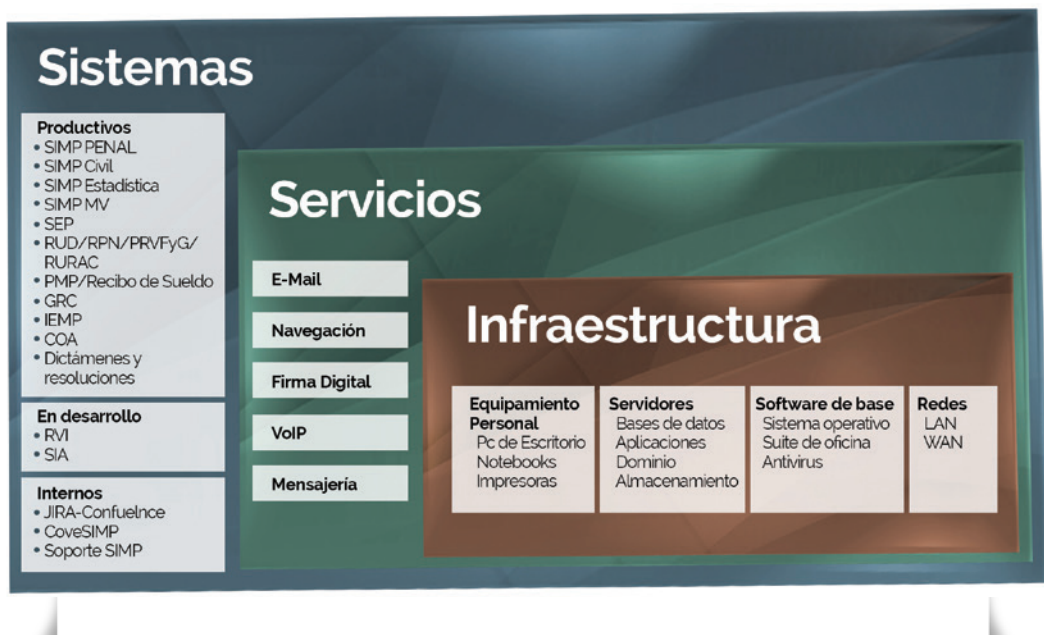 Sistemas
Productivos
• SIMP PENAL
• SIMP Civil
• SIMP Estadística
• SIMP MV
• SEP
• RUD/RPN/PRVFyG/
RURAC
• PMP/Recibo de Sueldo
• GRC
• IEMP
• COA
• Dictámenes y
resoluciones
En desarrollo
• RVI
• SIA
Internos
• JIRA-Confuelnce
• CoveSIMP
• Soporte SIMP
Servicios
E-Mail
Navegación
Firma Digital
VoIP
Mensajería
Infraestructura
Equipamiento
Personal
Pc de Escritorio
Notebooks
Impresoras
Servidores
Bases de datos
Aplicaciones
Dominio
Almacenamiento
Software de base
Sistema operativo
Suite de oficina
Antivirus
Redes
LAN
WAN